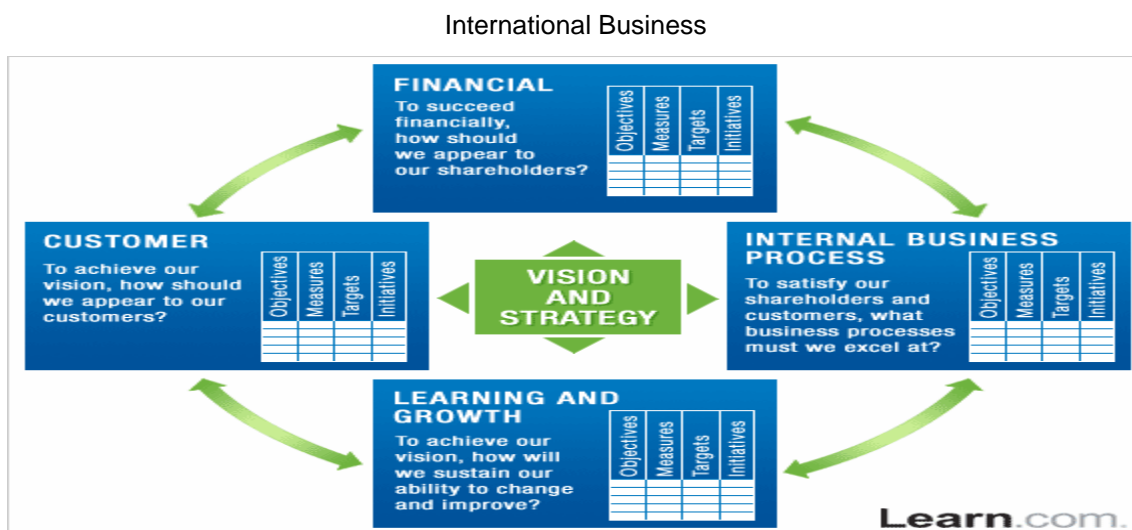 International Business
FINANCIAL
To succeed
financially,
how should
we appear to
our shareholders?
Objectives
Measures
Targets
Initiatives
CUSTOMER
To achieve our
vision, how should
we appear to our
customers?
Objectives
Measures
Targets
Initiatives
VISION
AND
STRATEGY
INTERNAL BUSINESS
PROCESS
To satisfy our
shareholders and
customers, what
business processes
must we excel at?
Objectives
Measures
Targets
Initiatives
LEARNING AND
GROWTH
To achieve our
vision, how will
we sustain our
ability to change
and improve?
Objectives
Measures
Targets
Initiatives
Learn.com.